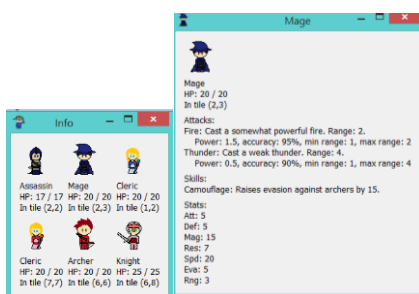 Info
Assassin Mage Cleric
HP: 17 / 17 HP: 20 / 20 HP: 20 / 20
In tile (2,2) In tile (2,3) In tile (1,2)
Cleric Archer Knight
HP: 20 / 20 HP: 20 / 20 HP: 25 / 25
In tile (7,7) In tile (6,6) In tile (6,8)
Mage
Mage
HP: 20 / 20
In tile (2,3)
Attacks:
Fire: Cast a somewhat powerful fire. Range: 2.
Power: 1.5, accuracy: 95%, min range: 1, max range: 2
Thunder: Cast a weak thunder. Range: 4.
Power: 0.5, accuracy: 90%, min range: 1, max range: 4
Skills:
Camouflage: Raises evasion against archers by 15.
Stats:
Att: 5
Def: 5
Mag: 15
Res: 7
Spd: 20
Eva: 5
Rng: 3